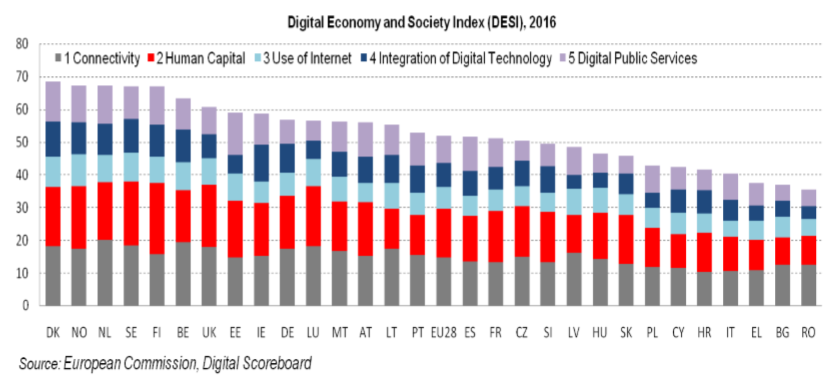 Digital Economy and Society Index (DESI), 2016
80
1 Connectivity 2 Human Capital 3 Use of Internet 4 Integration of Digital Technology 5 Digital Public Services
70
60
50
40
30
20
10
0
DK NO NL SE FI BE UK EE IE DE LU MT AT LT PT EU28 ES FR CZ SI LV HU SK PL CY HR IT EL BG RO
Source: European Commission, Digital Scoreboard